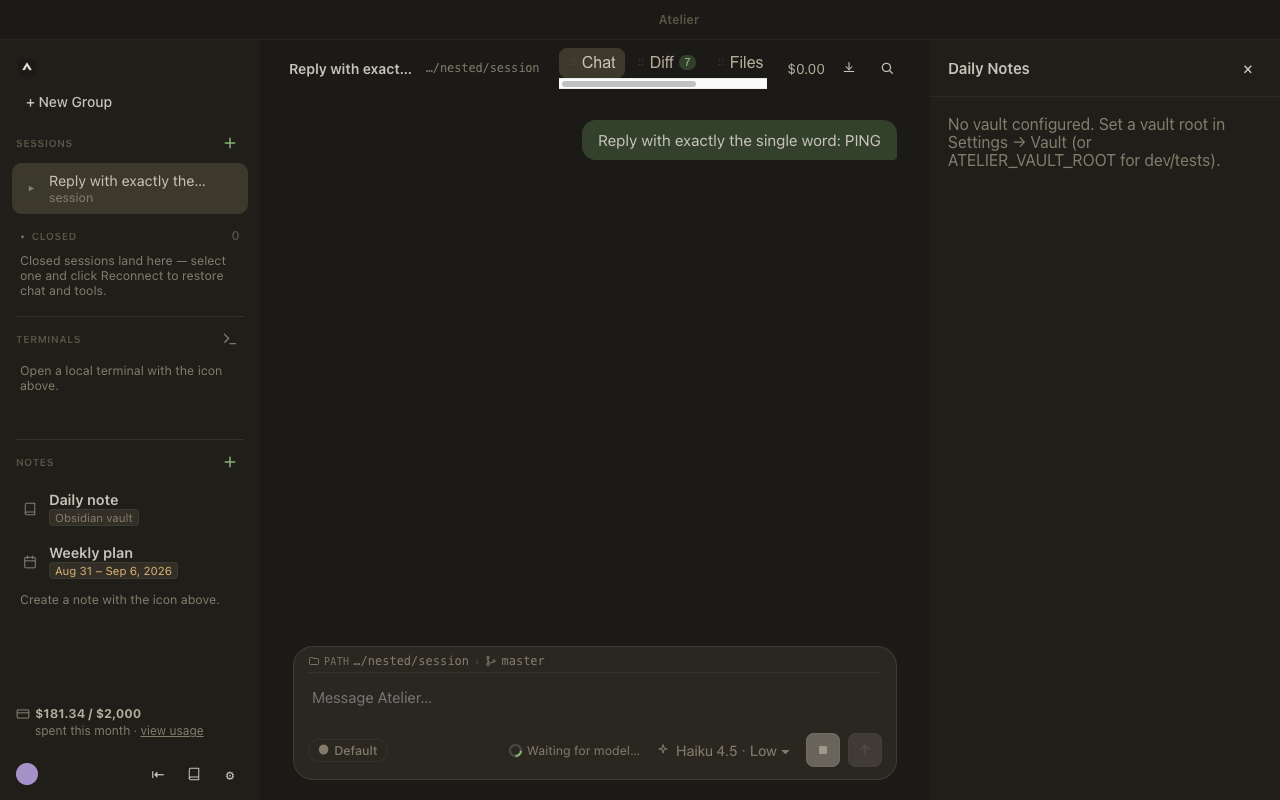 Atelier
+ New Group
SESSIONS
Reply with exactly the...
session
CLOSED 0
Closed sessions land here — select
one and click Reconnect to restore
chat and tools.
TERMINALS
Open a local terminal with the icon
above.
NOTES
Daily note
Obsidian vault
Weekly plan
Aug 31 – Sep 6, 2026
Create a note with the icon above.
$181.34 / $2,000
spent this month · view usage
Reply with exact... …/nested/session Chat Diff 7 Files $0.00
Reply with exactly the single word: PING
PATH …/nested/session › master
Message Atelier...
Default Waiting for model... Haiku 4.5 · Low
Daily Notes
No vault configured. Set a vault root in
Settings → Vault (or
ATELIER_VAULT_ROOT for dev/tests).